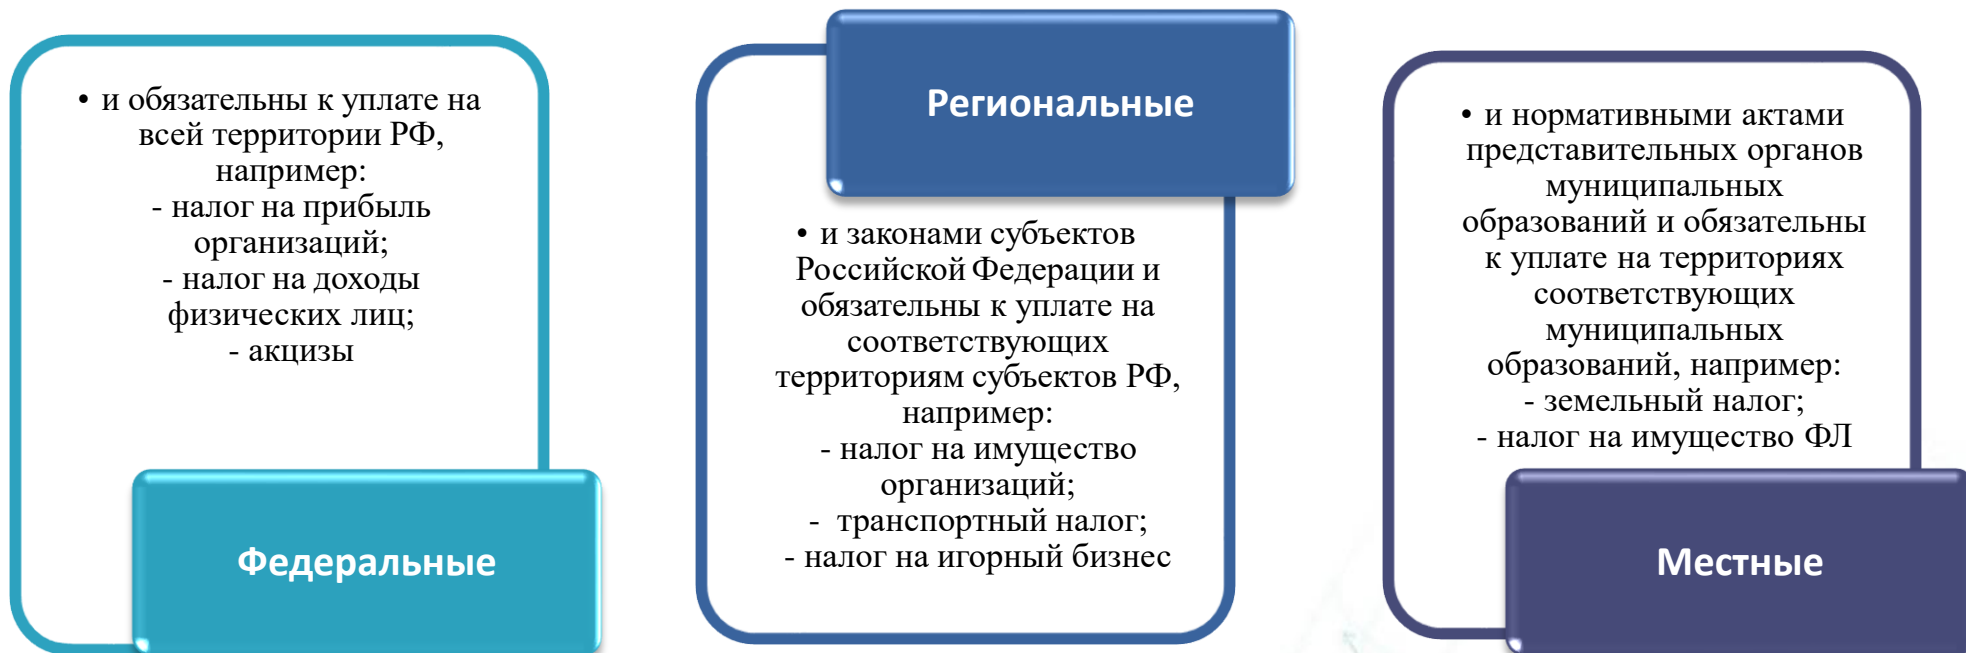 • и обязательны к уплате на
всей территории РФ,
например:
- налог на прибыль
организаций;
- налог на доходы
физических лиц;
- акцизы
Федеральные
Региональные
• и законами субъектов
Российской Федерации и
обязательны к уплате на
соответствующих
территориям субъектов РФ,
например:
- налог на имущество
организаций;
- транспортный налог;
- налог на игорный бизнес
• и нормативными актами
представительных органов
муниципальных
образований и обязательны
к уплате на территориях
соответствующих
муниципальных
образований, например:
- земельный налог;
- налог на имущество ФЛ
Местные